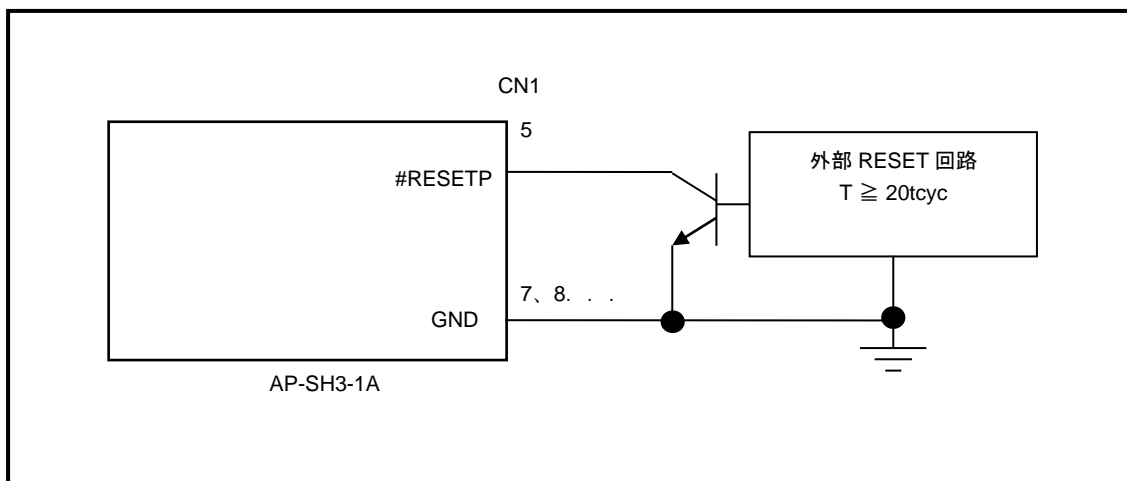 CN1
5
#RESETP
外部 RESET 回路
T ≧ 20tcyc
7、8. . .
GND
AP-SH3-1A